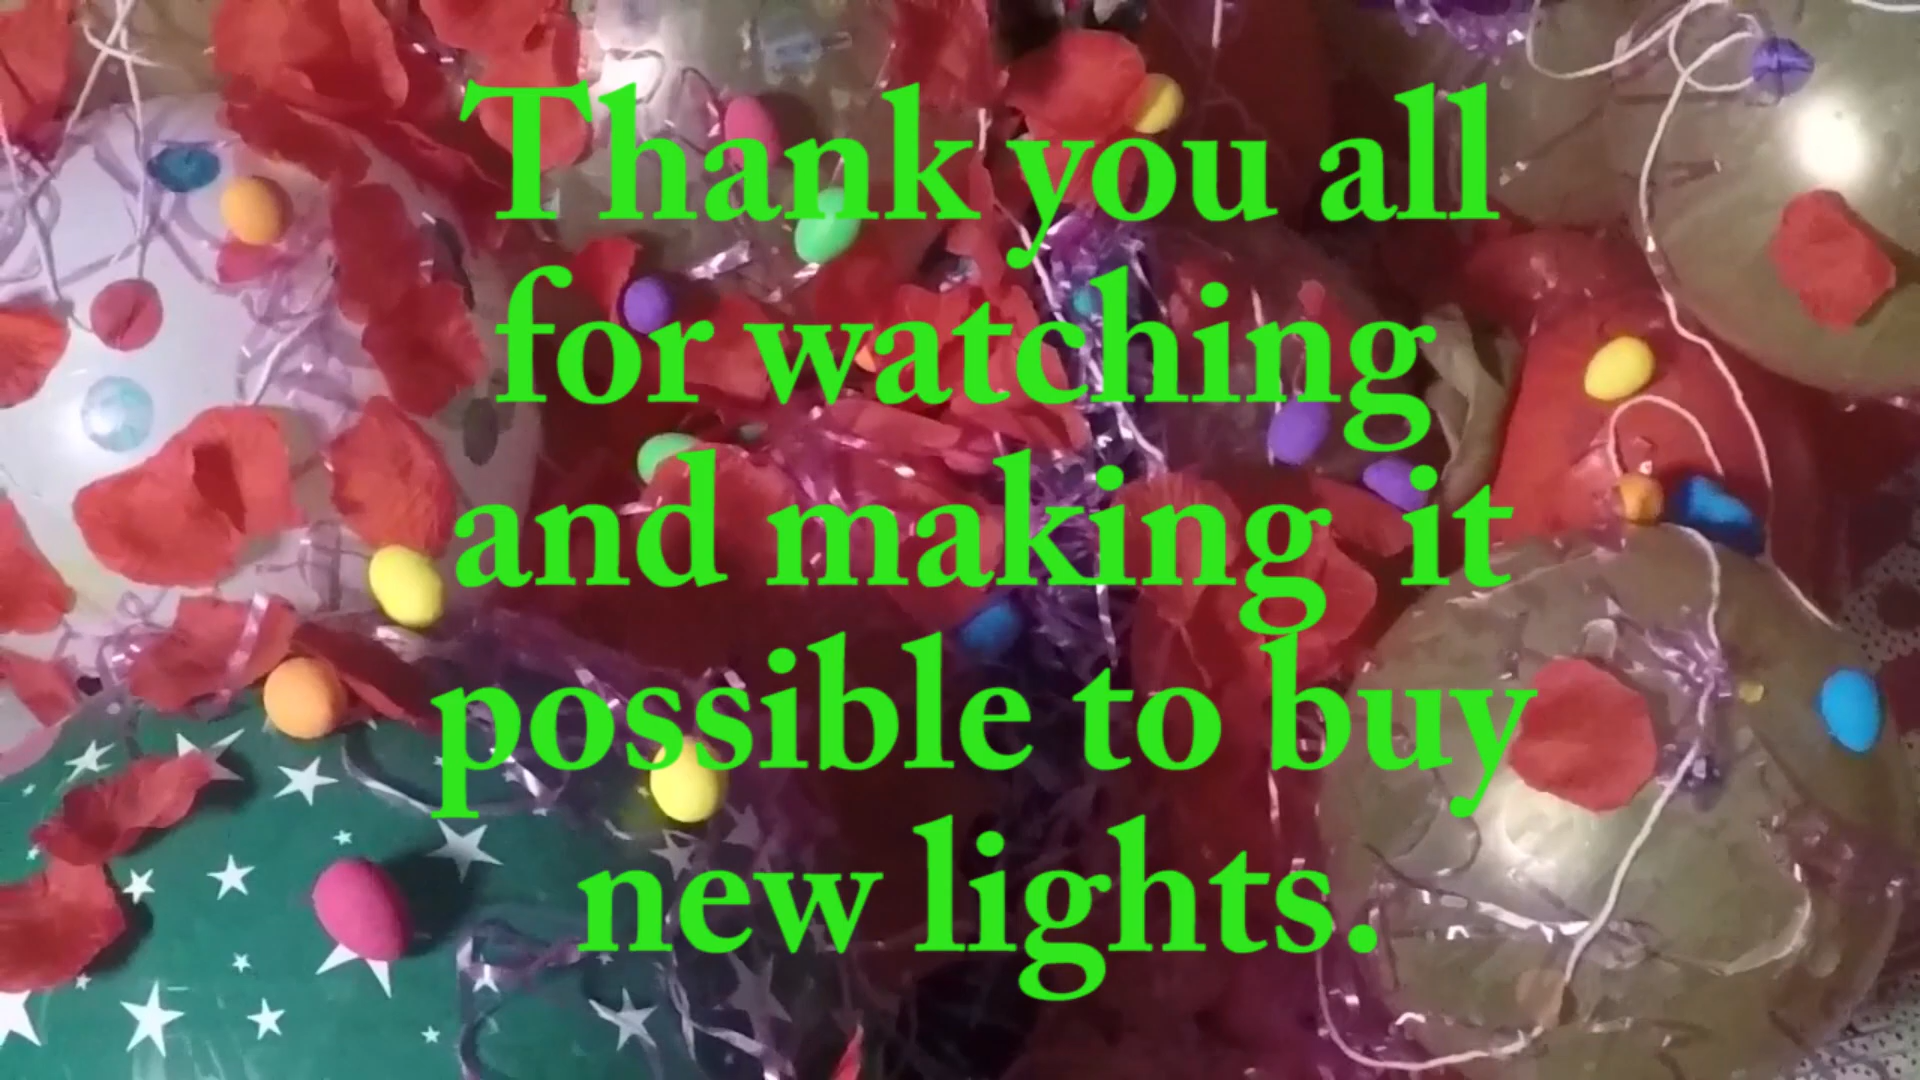 Thank you all
for watching
and making  it
possible to buy
new lights.